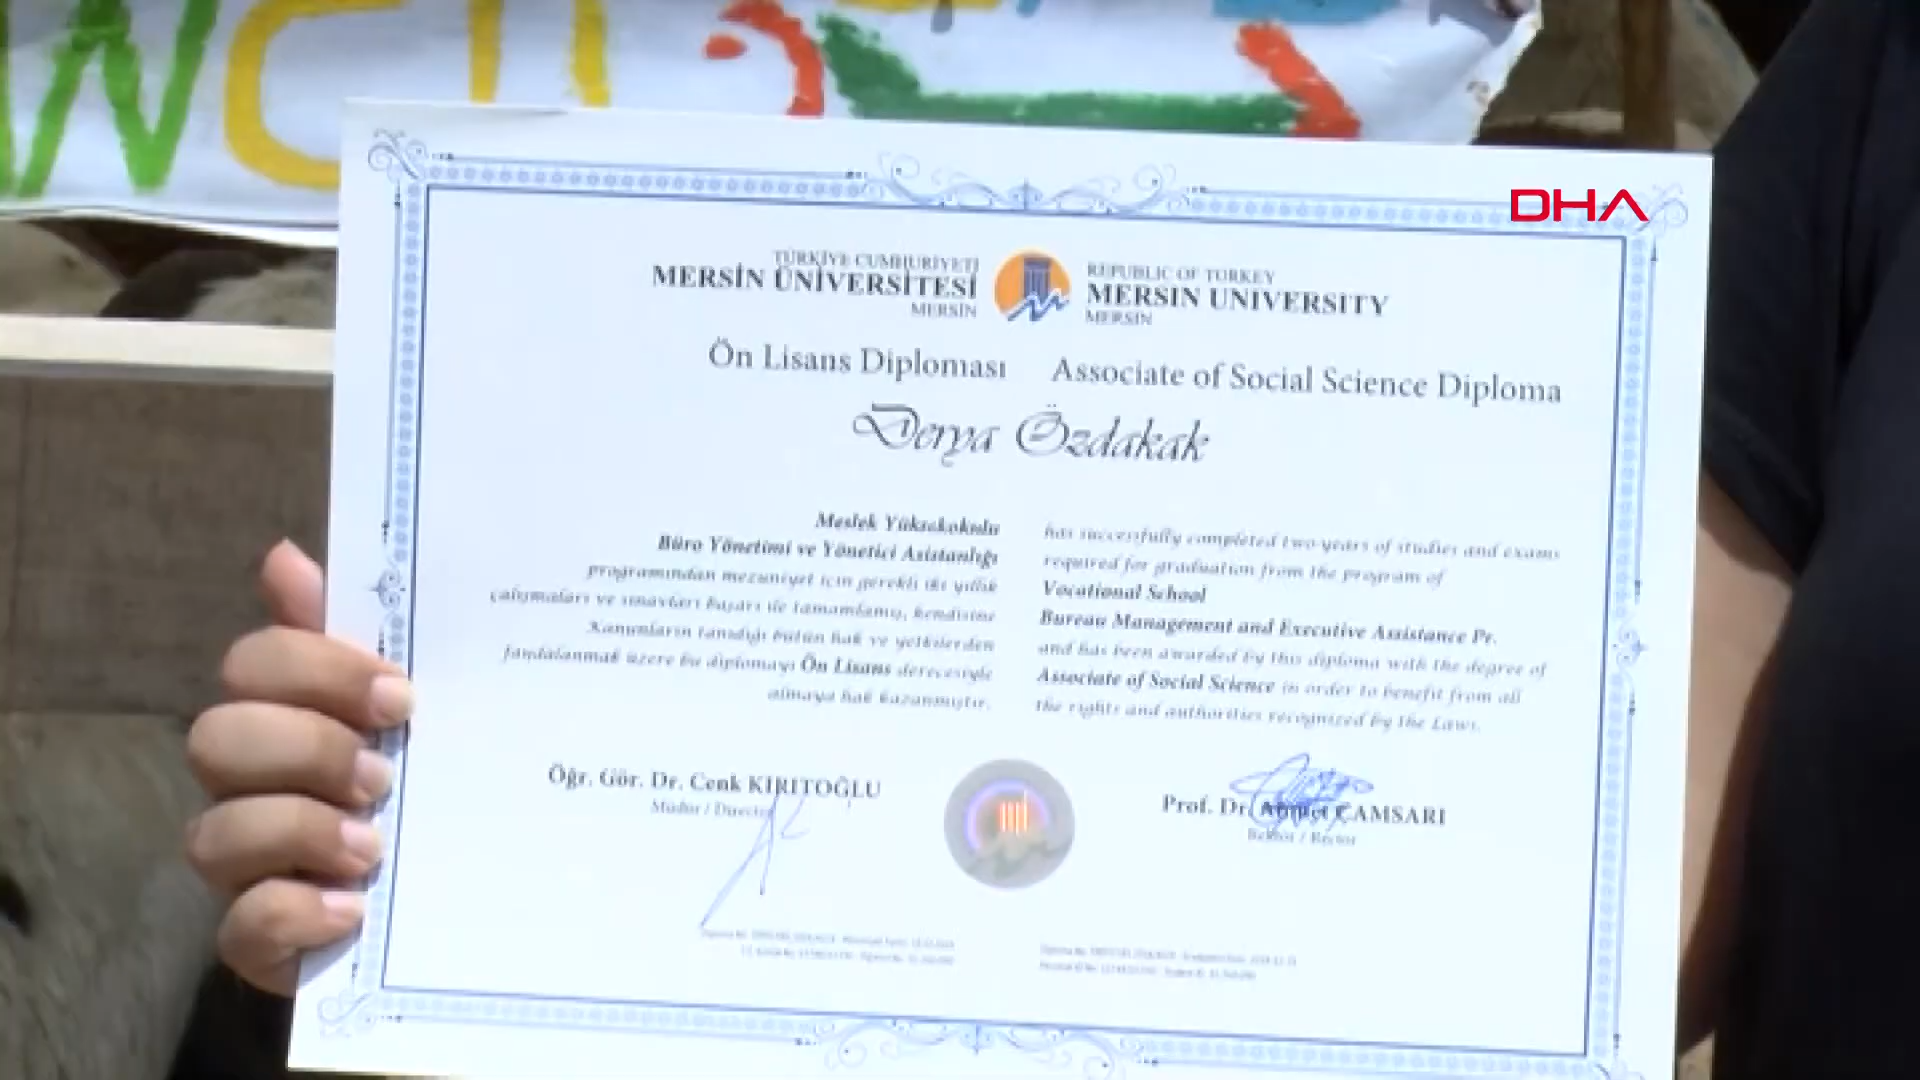 DHA
TÜRKİYE CUMHURİYETİ
MERSİN ÜNİVERSİTESİ
MERSİN
REPUBLIC OF TURKEY
MERSIN UNIVERSITY
MERSIN
Ön Lisans Diploması
Associate of Social Science Diploma
Derya Özdakak
Meslek Yüksekokulu
Büro Yönetimi ve Yönetici Asistanlığı
programından mezuniyet için gerekli iki yıllık
çalışmaları ve sınavları başarı ile tamamlamış, kendisine
Kanunların tanıdığı bütün hak ve yetkilerden
faydalanmak üzere bu diplomayı Ön Lisans derecesiyle
almaya hak kazanmıştır.
has successfully completed two years of studies and exams
required for graduation from the program of
Vocational School
Bureau Management and Executive Assistance Pr.
and has been awarded by this diploma with the degree of
Associate of Social Science in order to benefit from all
the rights and authorities recognized by the Laws.
Öğr. Gör. Dr. Cenk KIRITOĞLU
Müdür / Director
Prof. Dr. Ahmet ÇAMSARI
Rektör / Rector